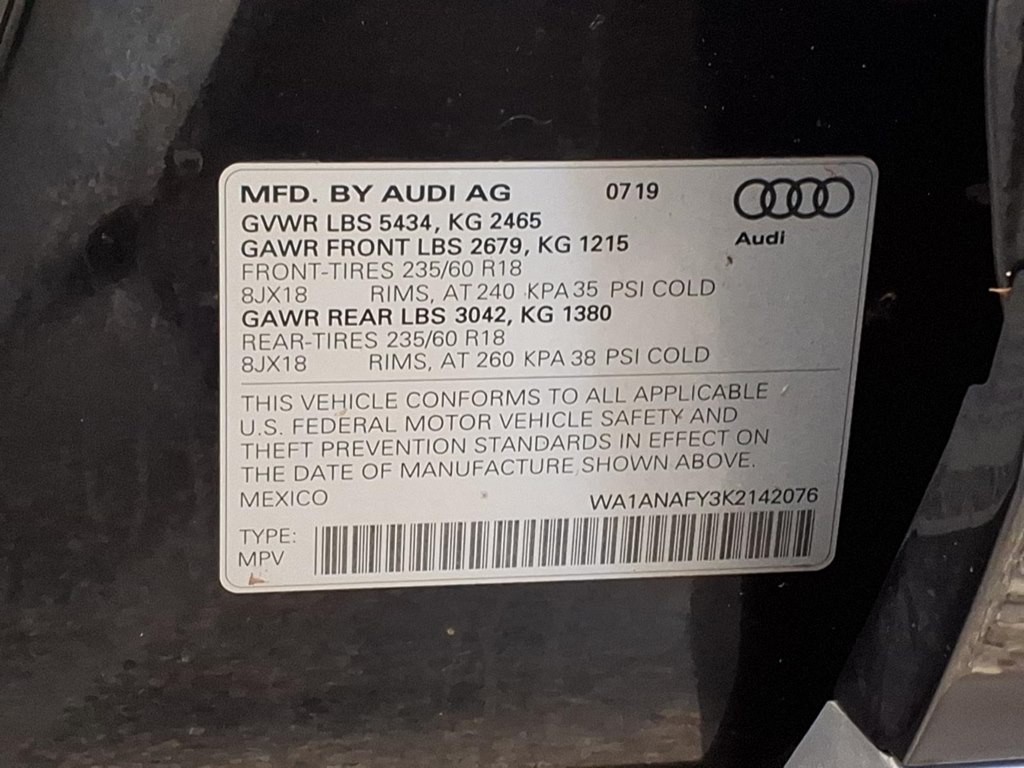 MFD. BY AUDI AG 0719
Audi
GVWR LBS 5434, KG 2465
GAWR FRONT LBS 2679, KG 1215
FRONT-TIRES 235/60 R18
8JX18 RIMS, AT 240 KPA 35 PSI COLD
GAWR REAR LBS 3042, KG 1380
REAR-TIRES 235/60 R18
8JX18 RIMS, AT 260 KPA 38 PSI COLD
THIS VEHICLE CONFORMS TO ALL APPLICABLE
U.S. FEDERAL MOTOR VEHICLE SAFETY AND
THEFT PREVENTION STANDARDS IN EFFECT ON
THE DATE OF MANUFACTURE SHOWN ABOVE.
MEXICO WA1ANAFY3K2142076
TYPE:
MPV